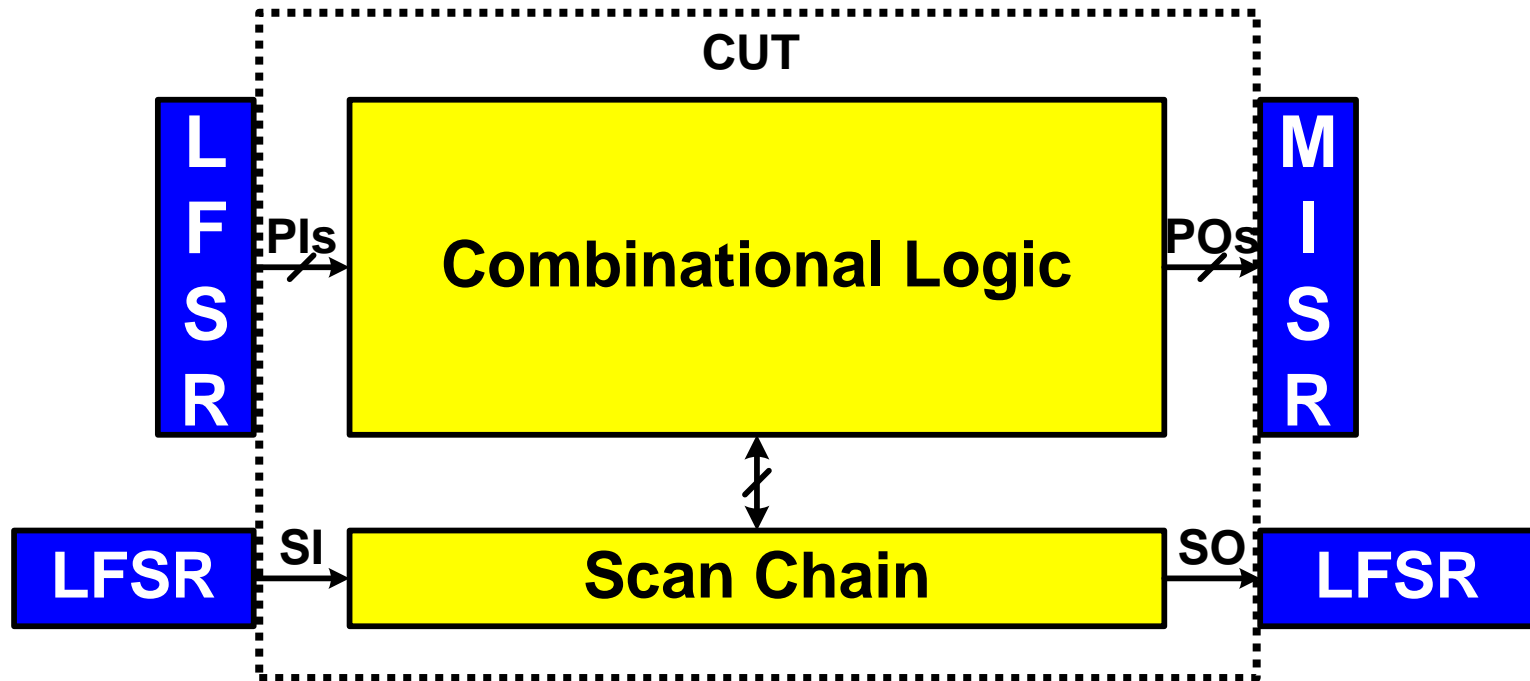 CUT
L
F
S
R
PIs
Combinational Logic
POs
M
I
S
R
LFSR
SI
Scan Chain
SO
LFSR